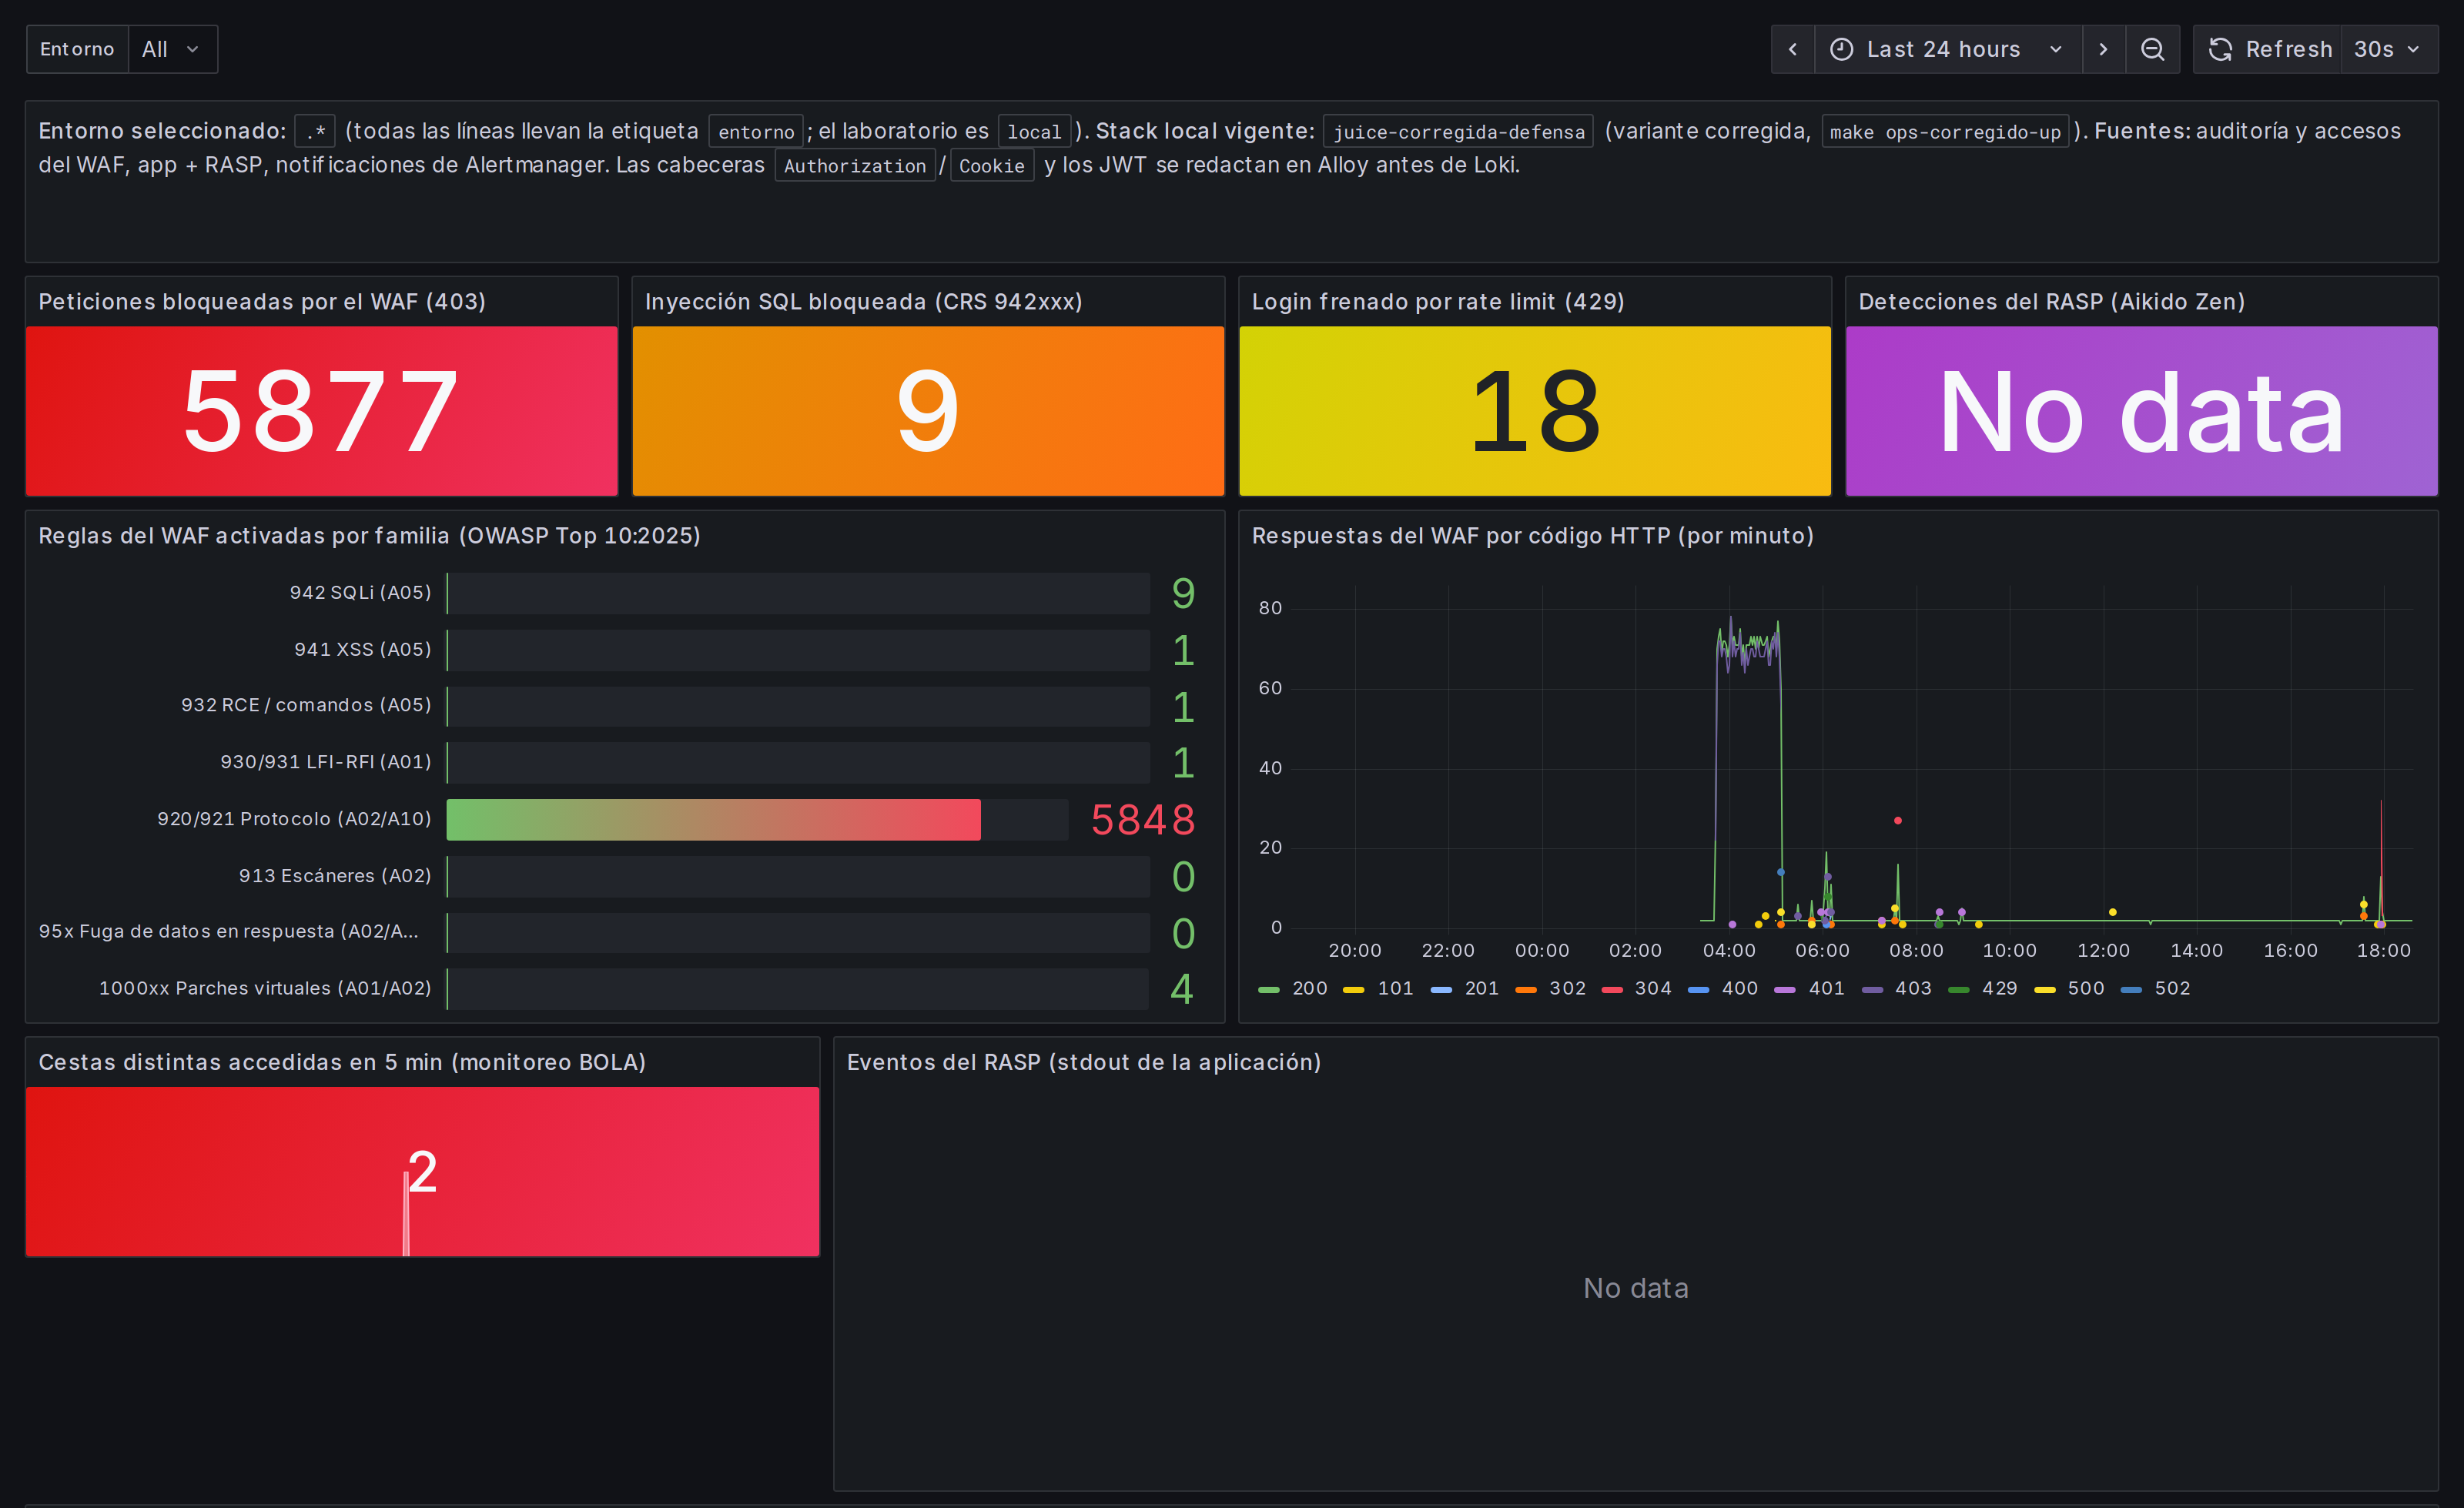 Entorno All Last 24 hours Refresh 30s
Entorno seleccionado: .* (todas las líneas llevan la etiqueta entorno; el laboratorio es local). Stack local vigente: juice-corregida-defensa (variante corregida, make ops-corregido-up). Fuentes: auditoría y accesos
del WAF, app + RASP, notificaciones de Alertmanager. Las cabeceras Authorization/Cookie y los JWT se redactan en Alloy antes de Loki.
Peticiones bloqueadas por el WAF (403)
5877
Inyección SQL bloqueada (CRS 942xxx)
9
Login frenado por rate limit (429)
18
Detecciones del RASP (Aikido Zen)
No data
Reglas del WAF activadas por familia (OWASP Top 10:2025)
942 SQLi (A05) 9
941 XSS (A05) 1
932 RCE / comandos (A05) 1
930/931 LFI-RFI (A01) 1
920/921 Protocolo (A02/A10) 5848
913 Escáneres (A02) 0
95x Fuga de datos en respuesta (A02/A... 0
1000xx Parches virtuales (A01/A02) 4
Respuestas del WAF por código HTTP (por minuto)
80
60
40
20
0
20:00 22:00 00:00 02:00 04:00 06:00 08:00 10:00 12:00 14:00 16:00 18:00
200 101 201 302 304 400 401 403 429 500 502
Cestas distintas accedidas en 5 min (monitoreo BOLA)
2
Eventos del RASP (stdout de la aplicación)
No data